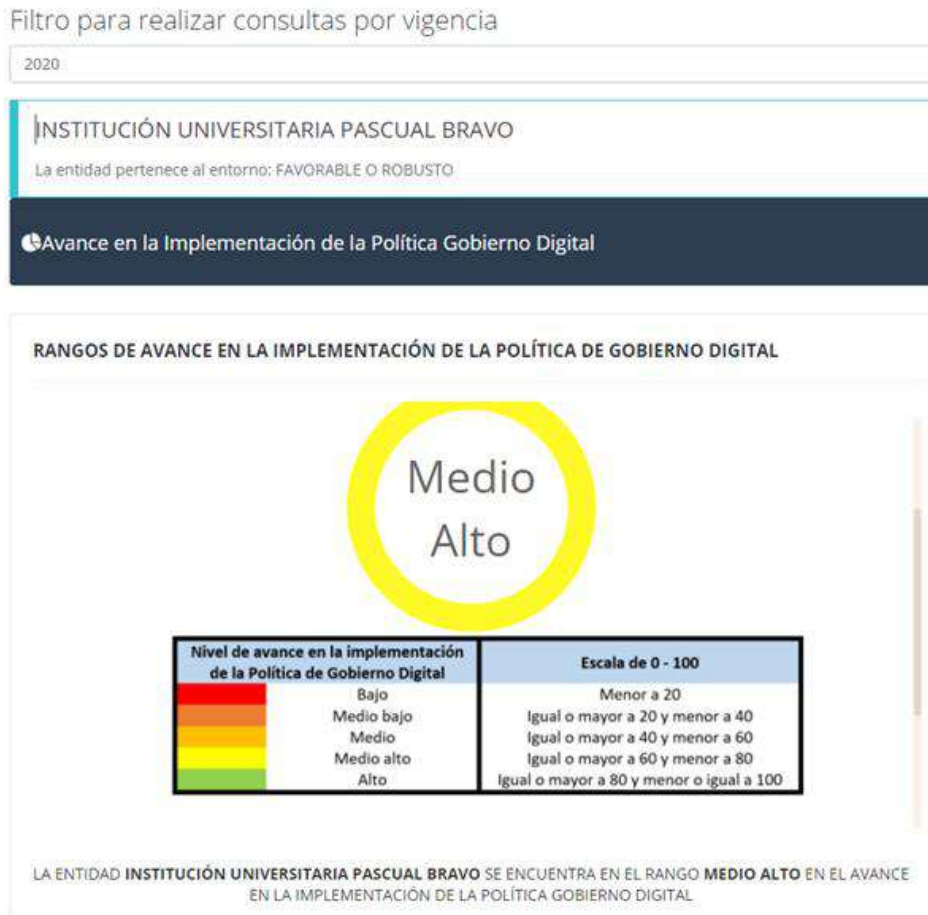 Filtro para realizar consultas por vigencia
2020
INSTITUCIÓN UNIVERSITARIA PASCUAL BRAVO
La entidad pertenece al entorno: FAVORABLE O ROBUSTO
Avance en la Implementación de la Política Gobierno Digital
RANGOS DE AVANCE EN LA IMPLEMENTACIÓN DE LA POLÍTICA DE GOBIERNO DIGITAL
Medio
Alto
Nivel de avance en la implementación
de la Política de Gobierno Digital
Escala de 0 - 100
Bajo Menor a 20
Medio bajo Igual o mayor a 20 y menor a 40
Medio Igual o mayor a 40 y menor a 60
Medio alto Igual o mayor a 60 y menor a 80
Alto Igual o mayor a 80 y menor o igual a 100
LA ENTIDAD INSTITUCIÓN UNIVERSITARIA PASCUAL BRAVO SE ENCUENTRA EN EL RANGO MEDIO ALTO EN EL AVANCE
EN LA IMPLEMENTACIÓN DE LA POLÍTICA GOBIERNO DIGITAL